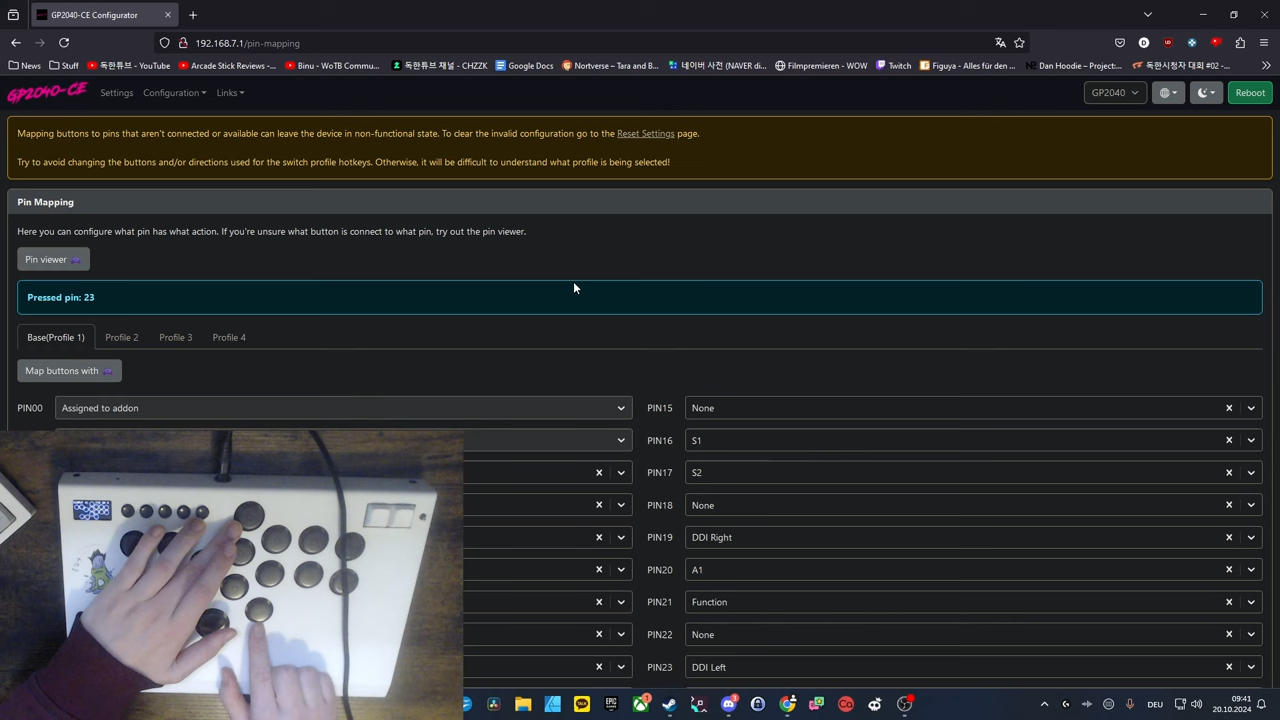 GP2040-CE Configurator
192.168.7.1/pin-mapping
News
Stuff
독한튜브 - YouTube
Arcade Stick Reviews -...
Binu - WoTB Commu...
독한튜브 채널 - CHZZK
Google Docs
Nortverse – Tara and B...
네이버 사전 (NAVER di...
Filmpremieren - WOW
Twitch
Figuya - Alles für den ...
Dan Hoodie – Project:...
독한시청자 대회 #02 - ...
GP2040-CE
Settings
Configuration
Links
GP2040
Reboot
Mapping buttons to pins that aren't connected or available can leave the device in non-functional state. To clear the invalid configuration go to the Reset Settings page.
Try to avoid changing the buttons and/or directions used for the switch profile hotkeys. Otherwise, it will be difficult to understand what profile is being selected!
Pin Mapping
Here you can configure what pin has what action. If you're unsure what button is connect to what pin, try out the pin viewer.
Pin viewer
Pressed pin: 23
Base(Profile 1)
Profile 2
Profile 3
Profile 4
Map buttons with
PIN00 Assigned to addon
PIN15 None
PIN16 S1
PIN17 S2
PIN18 None
PIN19 DDI Right
PIN20 A1
PIN21 Function
PIN22 None
PIN23 DDI Left
DEU
09:41
20.10.2024